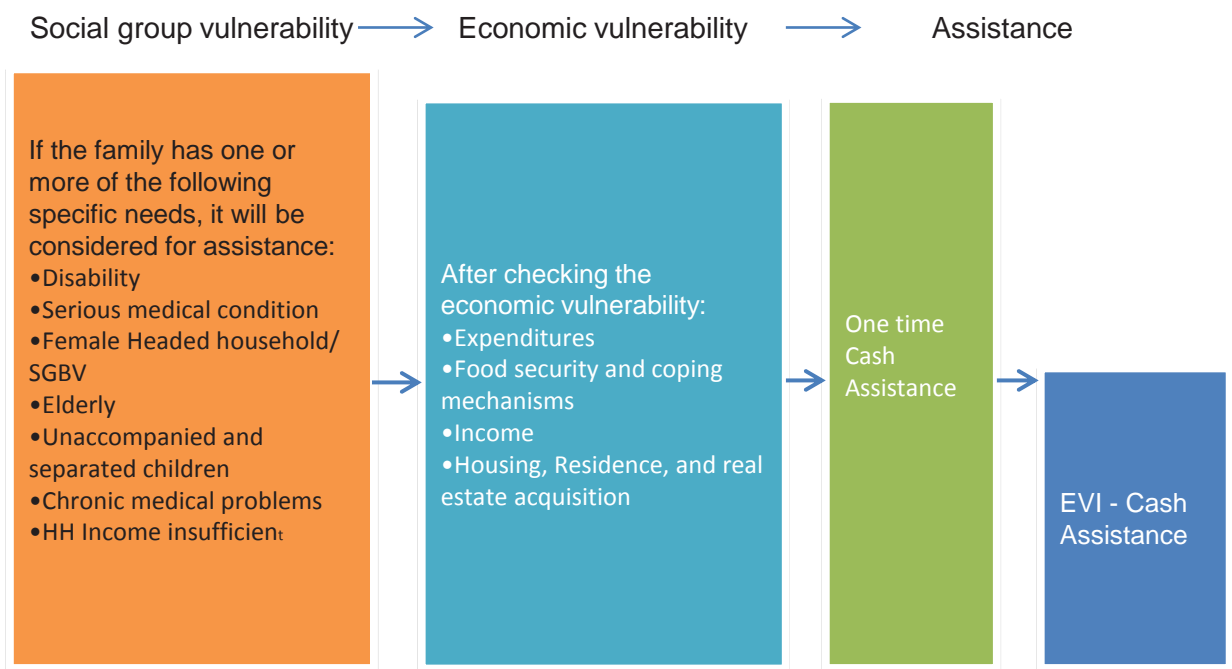 Social group vulnerability
Economic vulnerability
Assistance
If the family has one or
more of the following
specific needs, it will be
considered for assistance:
•Disability
•Serious medical condition
•Female Headed household/
SGBV
•Elderly
•Unaccompanied and
separated children
•Chronic medical problems
•HH Income insufficient
After checking the
economic vulnerability:
•Expenditures
•Food security and coping
mechanisms
•Income
•Housing, Residence, and real
estate acquisition
One time
Cash
Assistance
EVI - Cash
Assistance